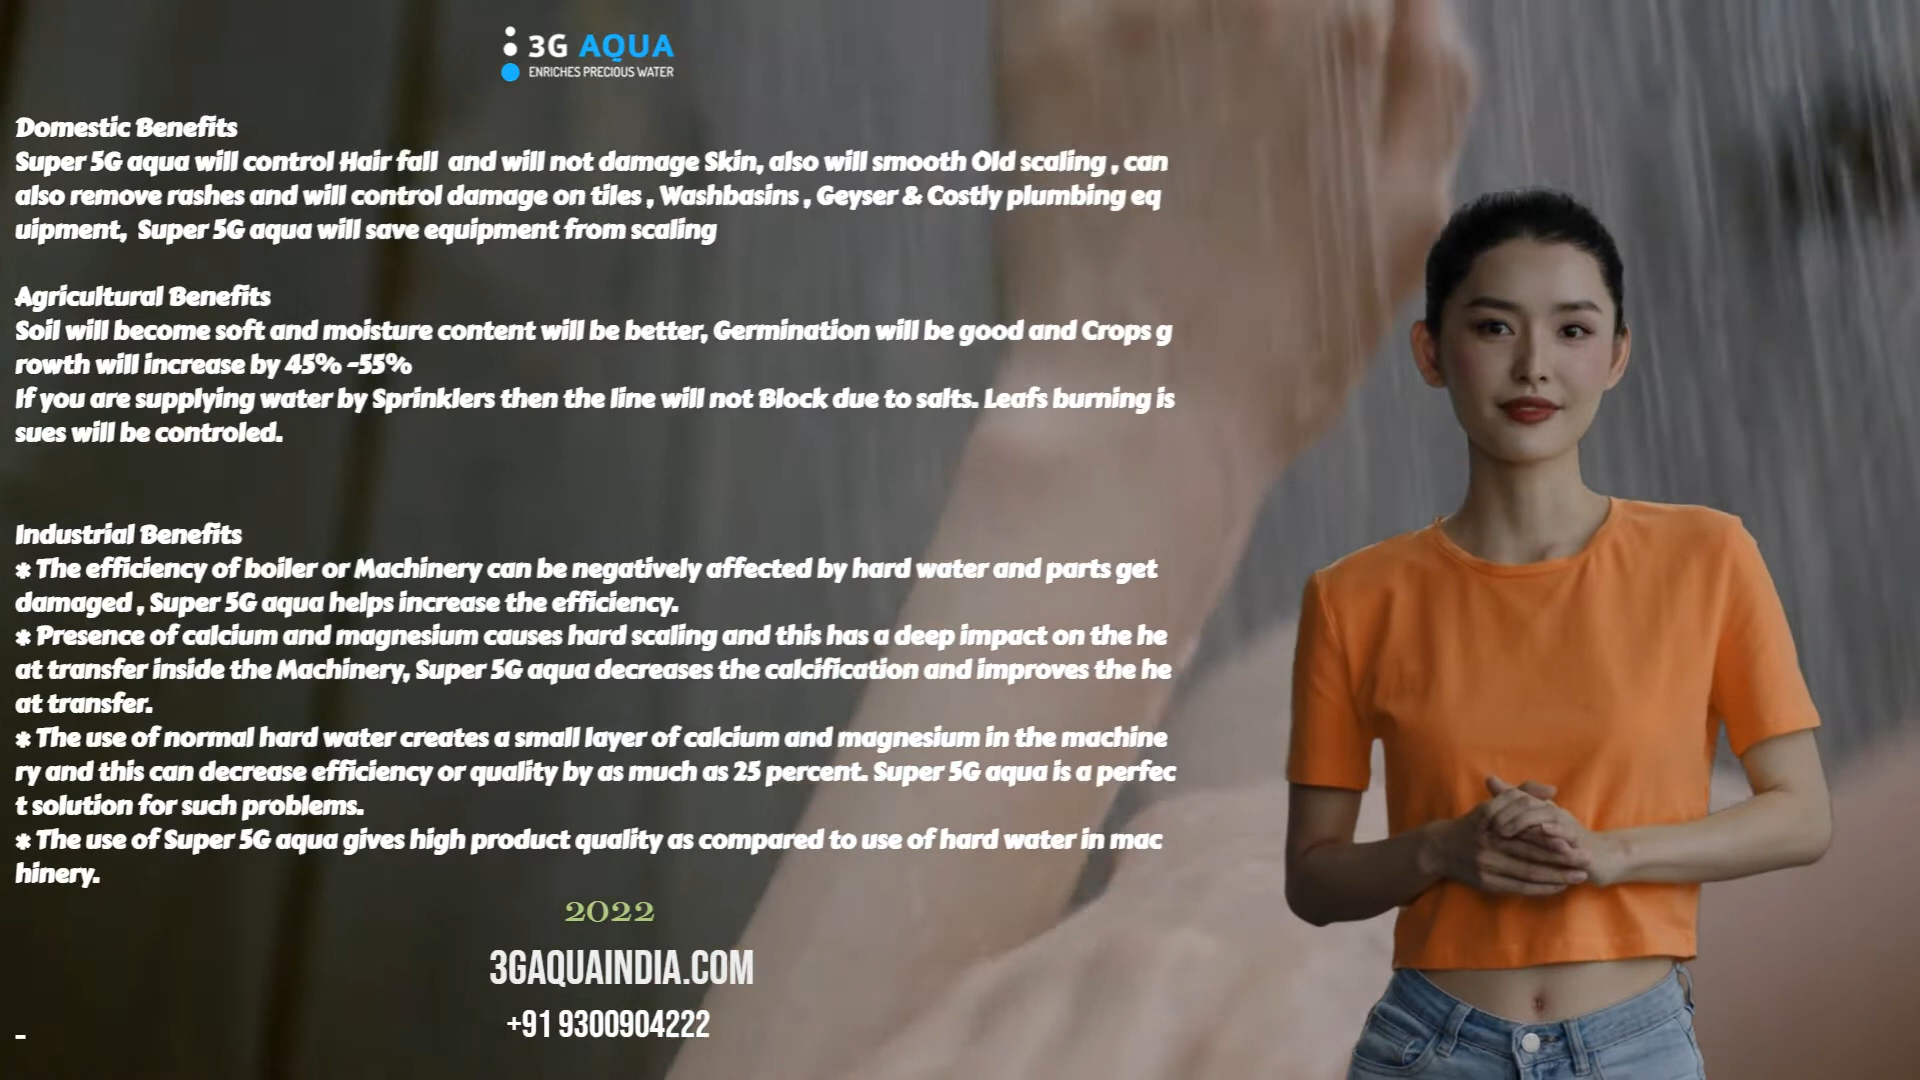 3G AQUA
ENRICHES PRECIOUS WATER
Domestic Benefits
Super 5G aqua will control Hair fall  and will not damage Skin, also will smooth Old scaling , can
also remove rashes and will control damage on tiles , Washbasins , Geyser & Costly plumbing eq
uipment,  Super 5G aqua will save equipment from scaling
Agricultural Benefits
Soil will become soft and moisture content will be better, Germination will be good and Crops g
rowth will increase by 45% -55%
If you are supplying water by Sprinklers then the line will not Block due to salts. Leafs burning is
sues will be controled.
Industrial Benefits
* The efficiency of boiler or Machinery can be negatively affected by hard water and parts get
damaged , Super 5G aqua helps increase the efficiency.
* Presence of calcium and magnesium causes hard scaling and this has a deep impact on the he
at transfer inside the Machinery, Super 5G aqua decreases the calcification and improves the he
at transfer.
* The use of normal hard water creates a small layer of calcium and magnesium in the machine
ry and this can decrease efficiency or quality by as much as 25 percent. Super 5G aqua is a perfec
t solution for such problems.
* The use of Super 5G aqua gives high product quality as compared to use of hard water in mac
hinery.
2022
3GAQUAINDIA.COM
+91 9300904222
-